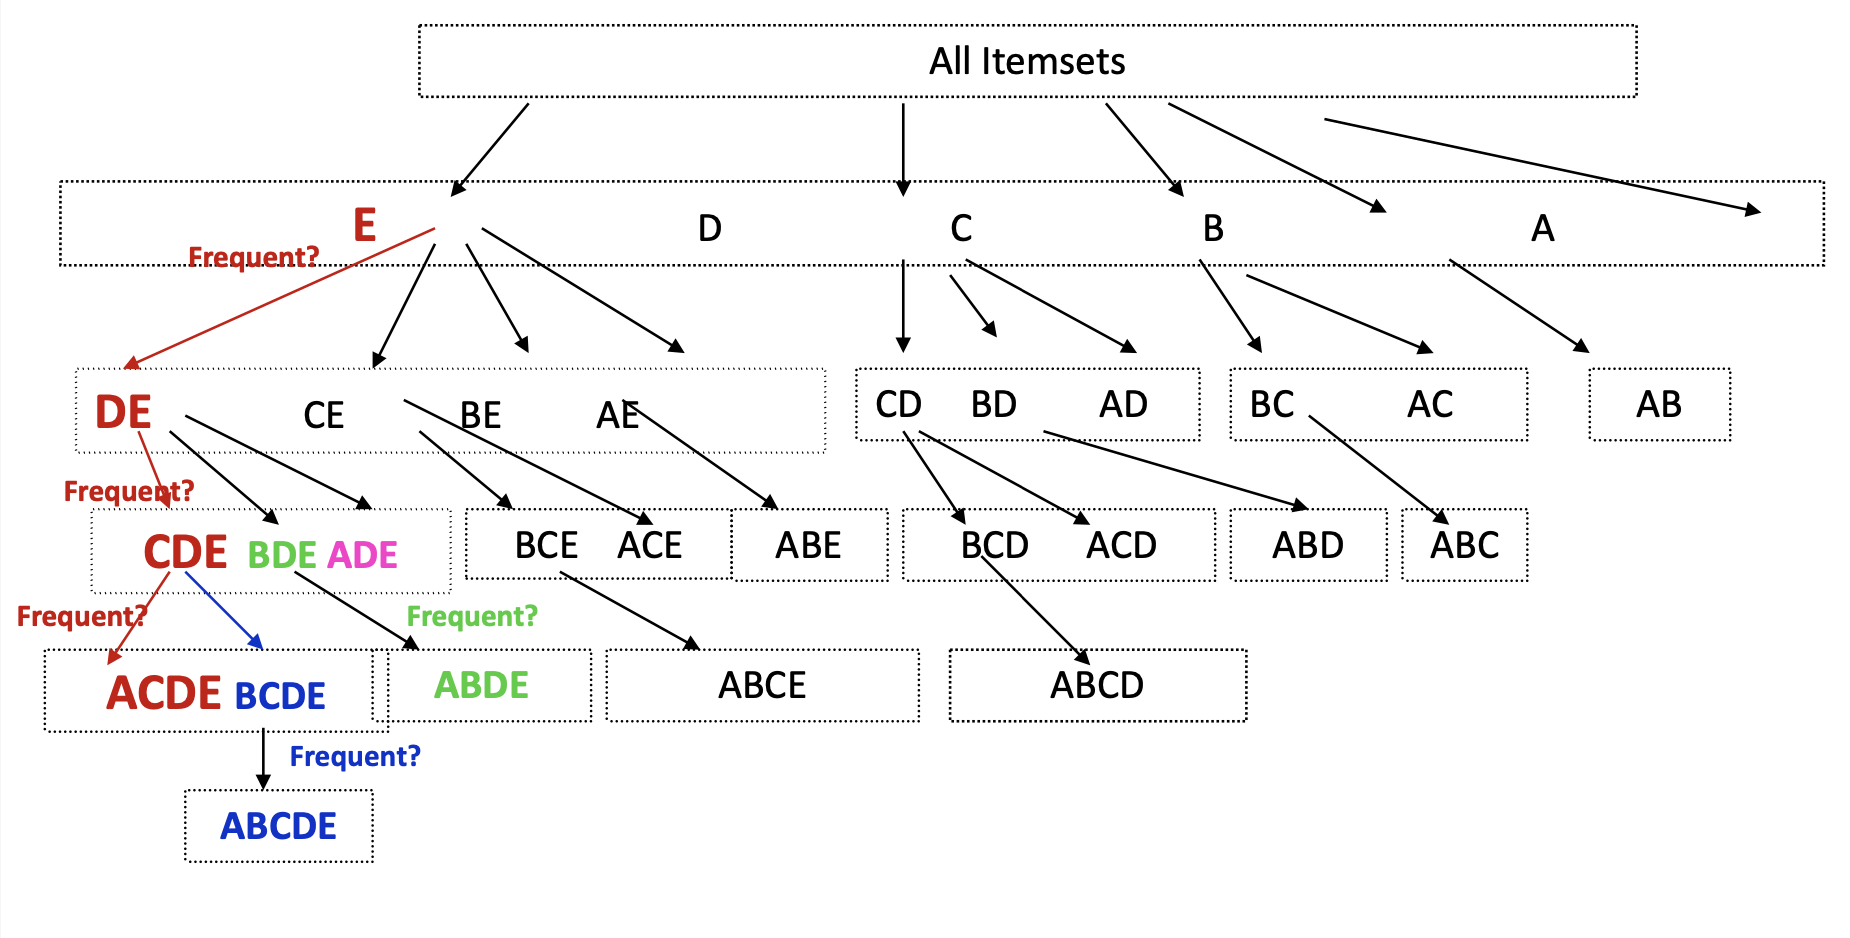 All Itemsets
E D C B A
Frequent?
DE CE BE AE CD BD AD BC AC AB
Frequent?
CDE BDE ADE BCE ACE ABE BCD ACD ABD ABC
Frequent? Frequent?
ACDE BCDE ABDE ABCE ABCD
Frequent?
ABCDE